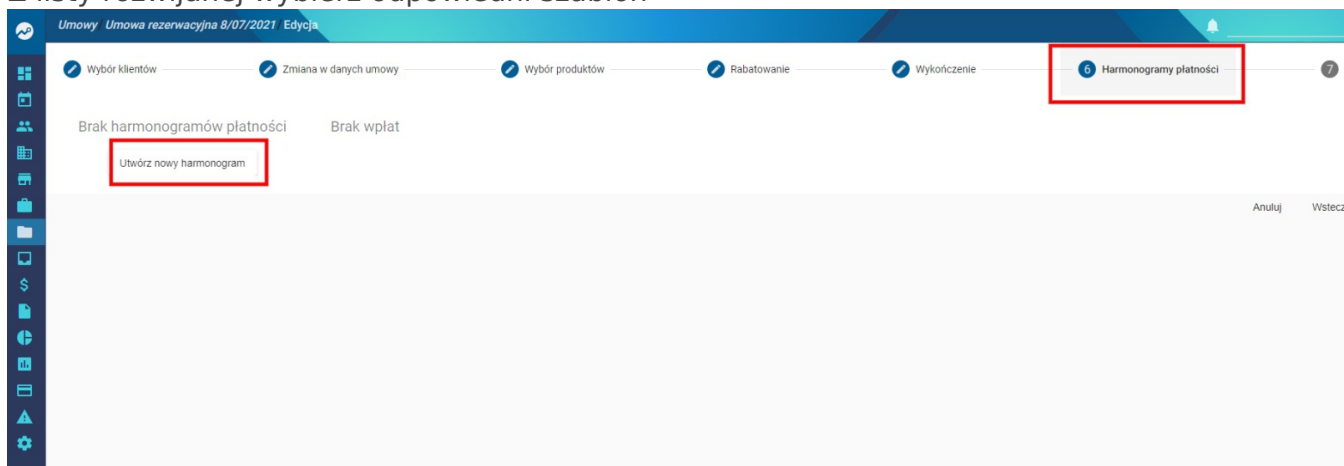 Z listy rozwijanej wybierz odpowiedni szablon
Umowy / Umowa rezerwacyjna 8/07/2021 / Edycja
Wybór klientów
Zmiana w danych umowy
Wybór produktów
Rabatowanie
Wykończenie
6 Harmonogramy płatności
7
Brak harmonogramów płatności
Brak wpłat
Utwórz nowy harmonogram
Anuluj
Wstecz